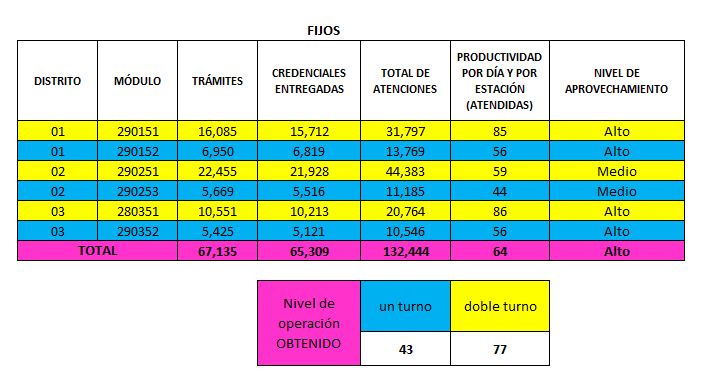 FIJOS
DISTRITO MÓDULO TRÁMITES CREDENCIALES ENTREGADAS TOTAL DE ATENCIONES PRODUCTIVIDAD POR DÍA Y POR ESTACIÓN (ATENDIDAS) NIVEL DE APROVECHAMIENTO
01 290151 16,085 15,712 31,797 85 Alto
01 290152 6,950 6,819 13,769 56 Alto
02 290251 22,455 21,928 44,383 59 Medio
02 290253 5,669 5,516 11,185 44 Medio
03 280351 10,551 10,213 20,764 86 Alto
03 290352 5,425 5,121 10,546 56 Alto
TOTAL 67,135 65,309 132,444 64 Alto
Nivel de operación OBTENIDO un turno doble turno
43 77